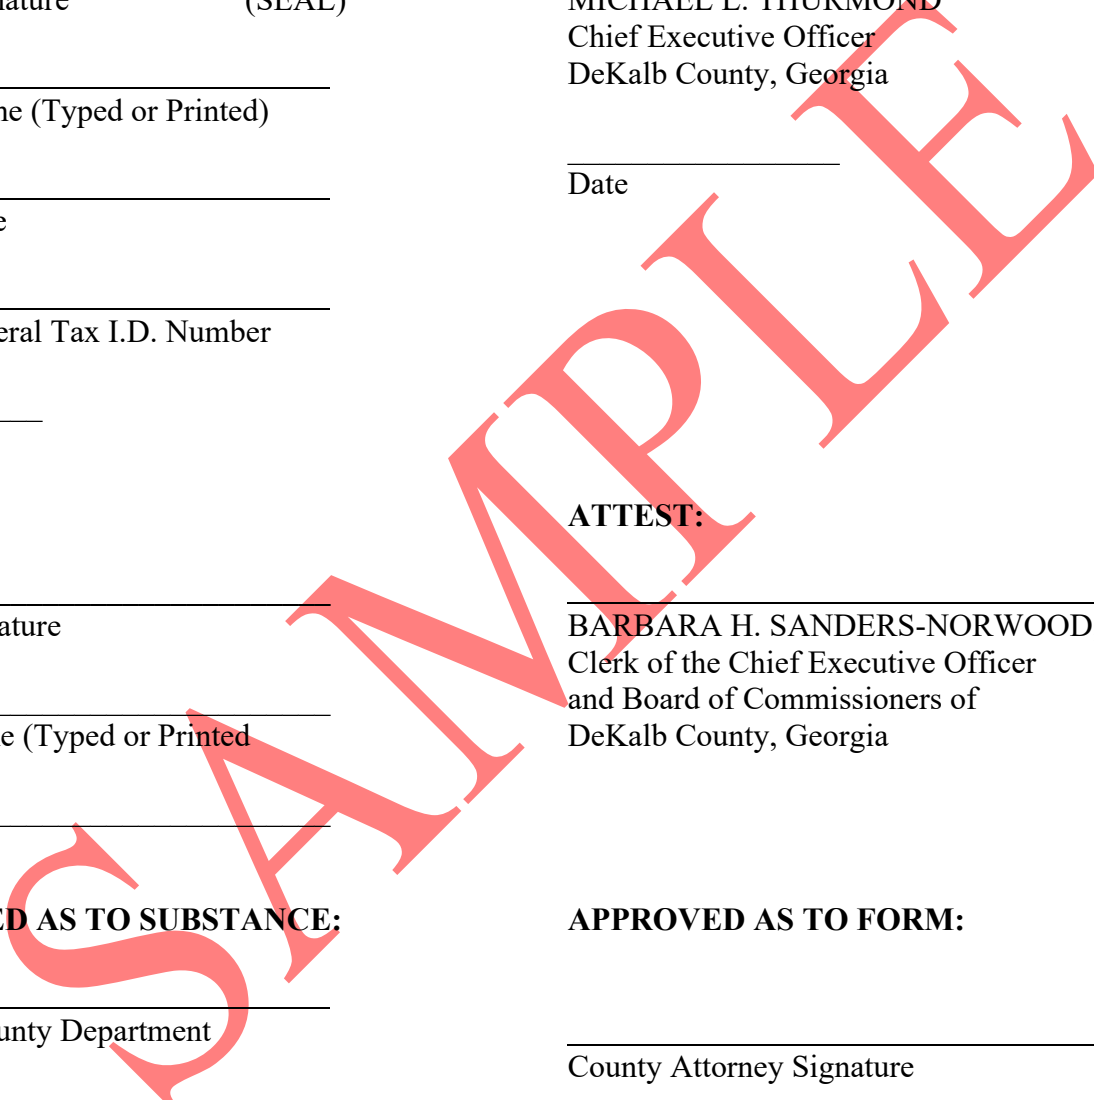 (SEAL)
ne (Typed or Printed)
e
eral Tax I.D. Number
ature
e (Typed or Printed
ED AS TO SUBSTANCE:
unty Department
MICHAEL L. THURMOND
Chief Executive Officer
DeKalb County, Georgia
Date
ATTEST:
BARBARA H. SANDERS-NORWOOD
Clerk of the Chief Executive Officer
and Board of Commissioners of
DeKalb County, Georgia
APPROVED AS TO FORM:
County Attorney Signature
SAMPLE